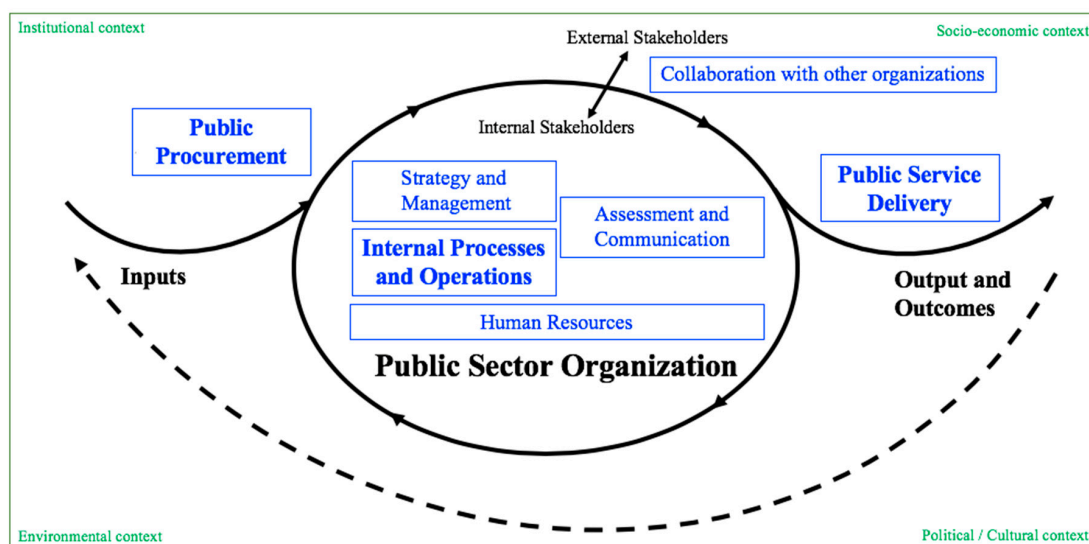 Institutional context
Socio-economic context
External Stakeholders
Collaboration with other organizations
Internal Stakeholders
Public
Procurement
Strategy and
Management
Public Service
Delivery
Assessment and
Communication
Internal Processes
and Operations
Inputs
Output and
Outcomes
Human Resources
Public Sector Organization
Environmental context
Political / Cultural context